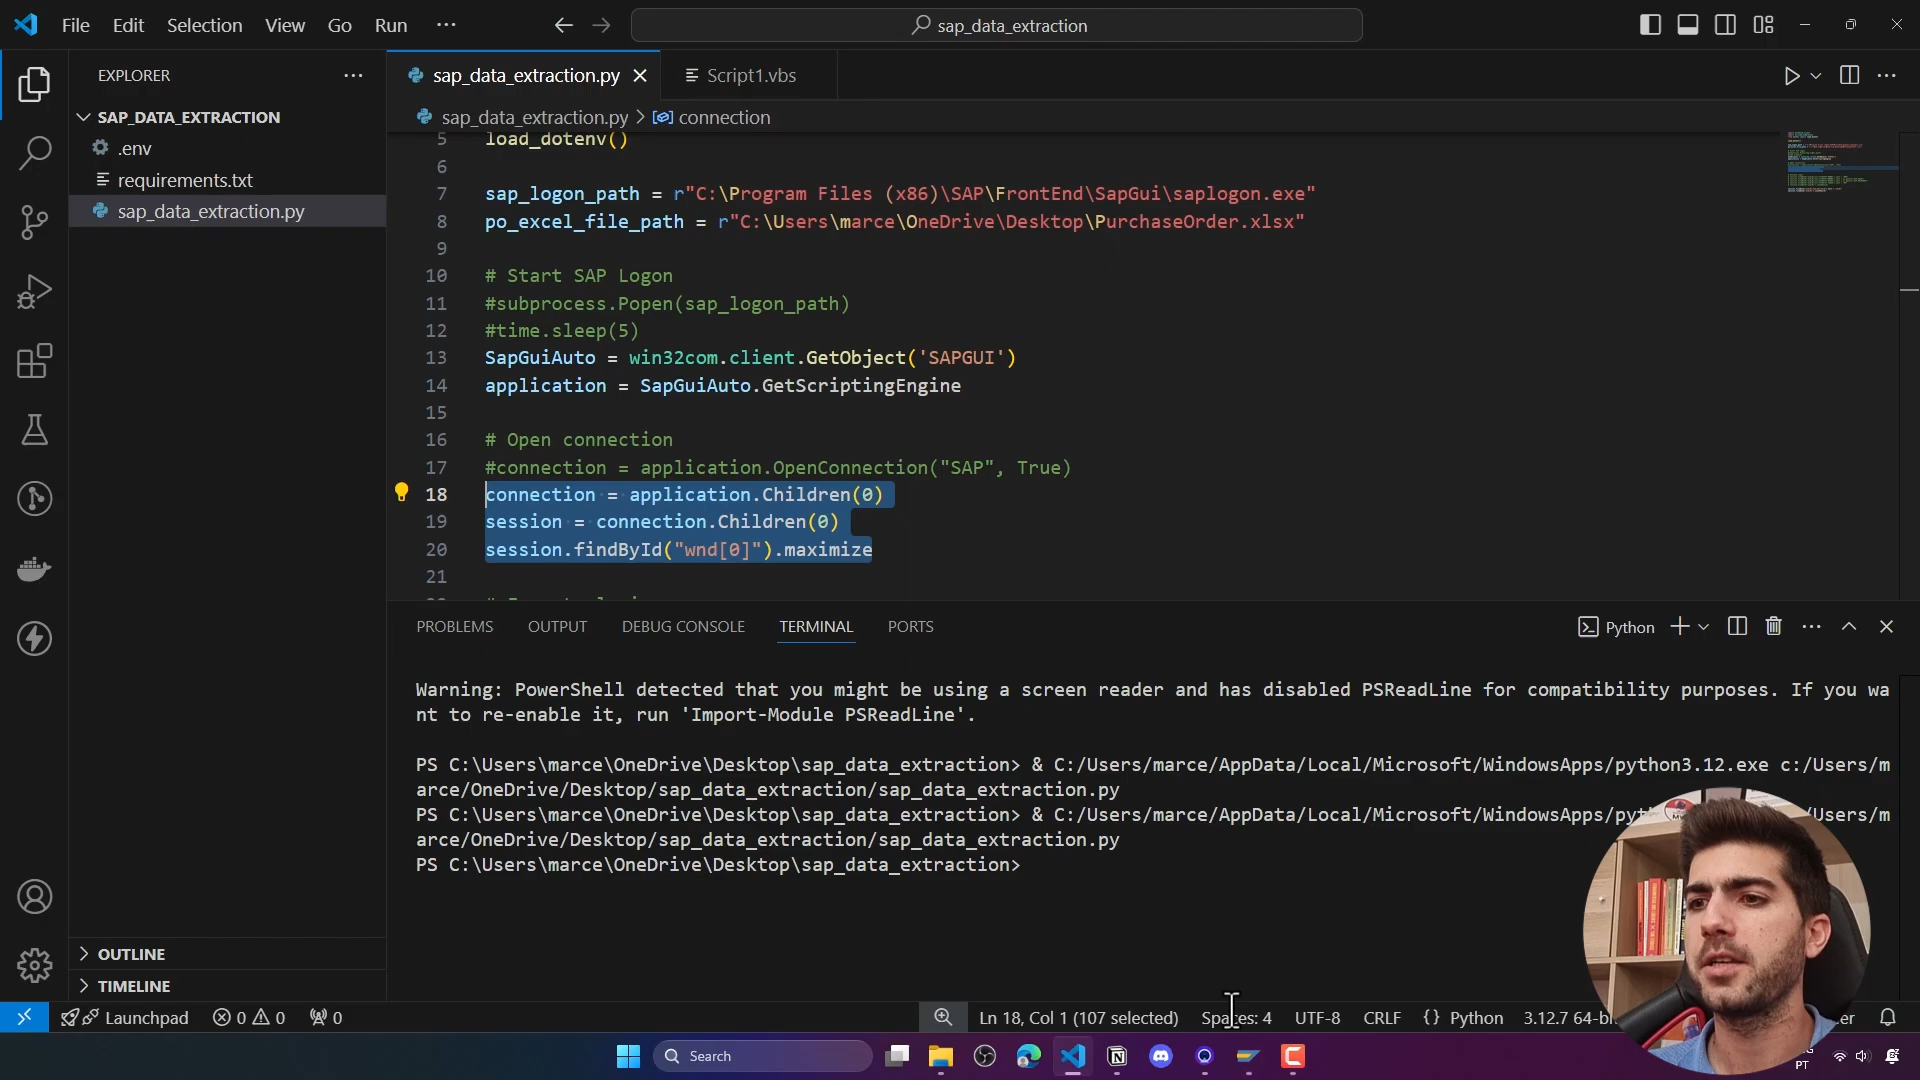 File Edit Selection View Go Run ···
sap_data_extraction
EXPLORER
sap_data_extraction.py
Script1.vbs
SAP_DATA_EXTRACTION
.env
requirements.txt
sap_data_extraction.py
sap_data_extraction.py > connection
5 load_dotenv()
6
7 sap_logon_path = r"C:\Program Files (x86)\SAP\FrontEnd\SapGui\saplogon.exe"
8 po_excel_file_path = r"C:\Users\marce\OneDrive\Desktop\PurchaseOrder.xlsx"
9
10 # Start SAP Logon
11 #subprocess.Popen(sap_logon_path)
12 #time.sleep(5)
13 SapGuiAuto = win32com.client.GetObject('SAPGUI')
14 application = SapGuiAuto.GetScriptingEngine
15
16 # Open connection
17 #connection = application.OpenConnection("SAP", True)
18 connection = application.Children(0)
19 session = connection.Children(0)
20 session.findById("wnd[0]").maximize
21
PROBLEMS OUTPUT DEBUG CONSOLE TERMINAL PORTS
Python
Warning: PowerShell detected that you might be using a screen reader and has disabled PSReadLine for compatibility purposes. If you wa
nt to re-enable it, run 'Import-Module PSReadLine'.
PS C:\Users\marce\OneDrive\Desktop\sap_data_extraction> & C:/Users/marce/AppData/Local/Microsoft/WindowsApps/python3.12.exe c:/Users/m
arce/OneDrive/Desktop/sap_data_extraction/sap_data_extraction.py
PS C:\Users\marce\OneDrive\Desktop\sap_data_extraction> & C:/Users/marce/AppData/Local/Microsoft/WindowsApps/pyt /Users/m
arce/OneDrive/Desktop/sap_data_extraction/sap_data_extraction.py
PS C:\Users\marce\OneDrive\Desktop\sap_data_extraction>
OUTLINE
TIMELINE
Launchpad 0 0 0
Ln 18, Col 1 (107 selected) Spaces: 4 UTF-8 CRLF {} Python 3.12.7 64-bi
Search
PT